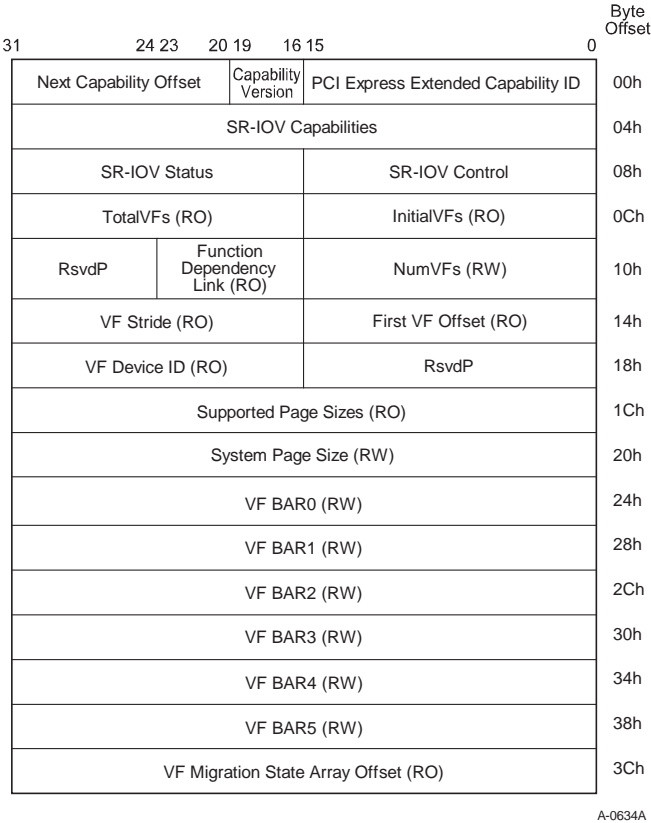 Byte
Offset
31 24 23 20 19 16 15 0
Next Capability Offset Capability Version PCI Express Extended Capability ID 00h
SR-IOV Capabilities 04h
SR-IOV Status SR-IOV Control 08h
TotalVFs (RO) InitialVFs (RO) 0Ch
RsvdP Function Dependency Link (RO) NumVFs (RW) 10h
VF Stride (RO) First VF Offset (RO) 14h
VF Device ID (RO) RsvdP 18h
Supported Page Sizes (RO) 1Ch
System Page Size (RW) 20h
VF BAR0 (RW) 24h
VF BAR1 (RW) 28h
VF BAR2 (RW) 2Ch
VF BAR3 (RW) 30h
VF BAR4 (RW) 34h
VF BAR5 (RW) 38h
VF Migration State Array Offset (RO) 3Ch
A-0634A